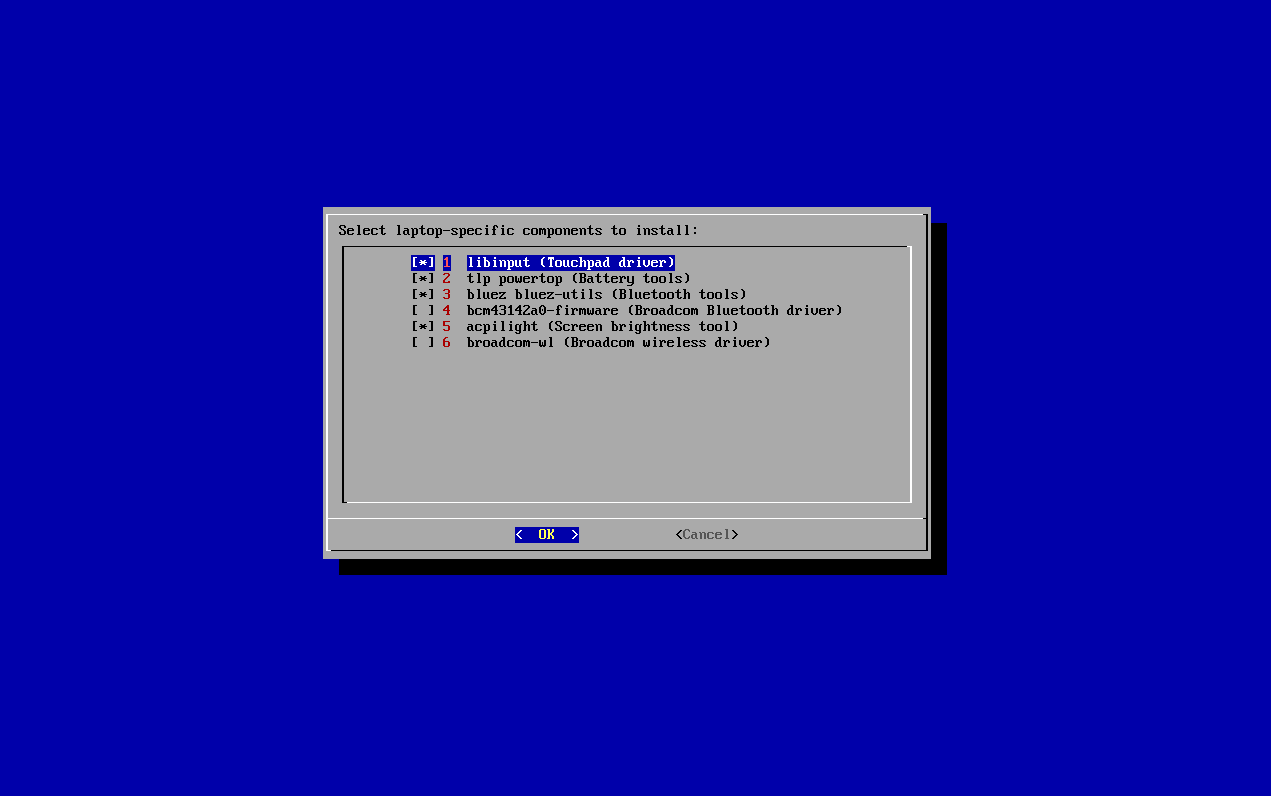 Select laptop-specific components to install:
[*] 1 libinput (Touchpad driver)
[*] 2 tlp powertop (Battery tools)
[*] 3 bluez bluez-utils (Bluetooth tools)
[ ] 4 bcm43142a0-firmware (Broadcom Bluetooth driver)
[*] 5 acpilight (Screen brightness tool)
[ ] 6 broadcom-wl (Broadcom wireless driver)
< OK > <Cancel>